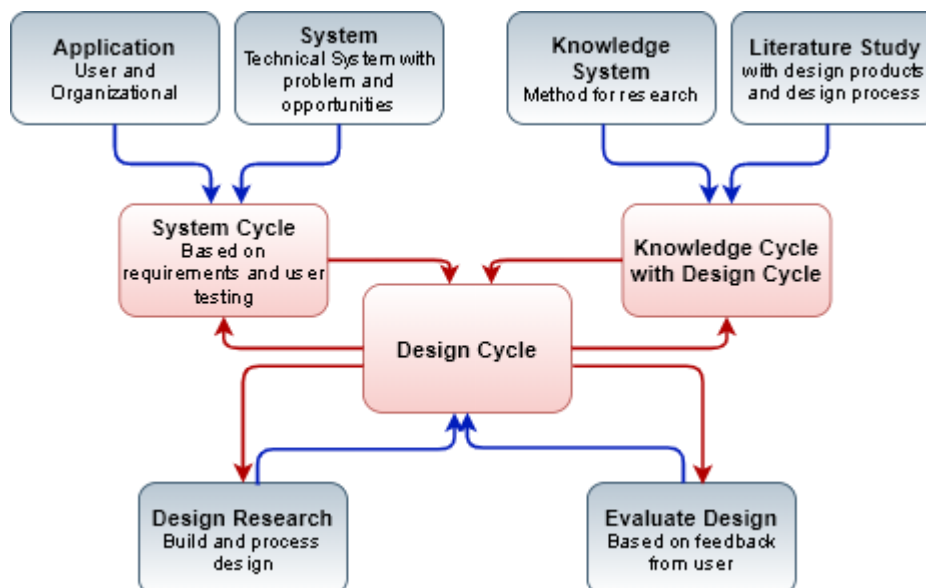 Application
User and
Organizational
System
Technical System with
problem and
opportunities
Knowledge
System
Method for research
Literature Study
with design products
and design process
System Cycle
Based on
requirements and user
testing
Knowledge Cycle
with Design Cycle
Design Cycle
Design Research
Build and process
design
Evaluate Design
Based on feedback
from user